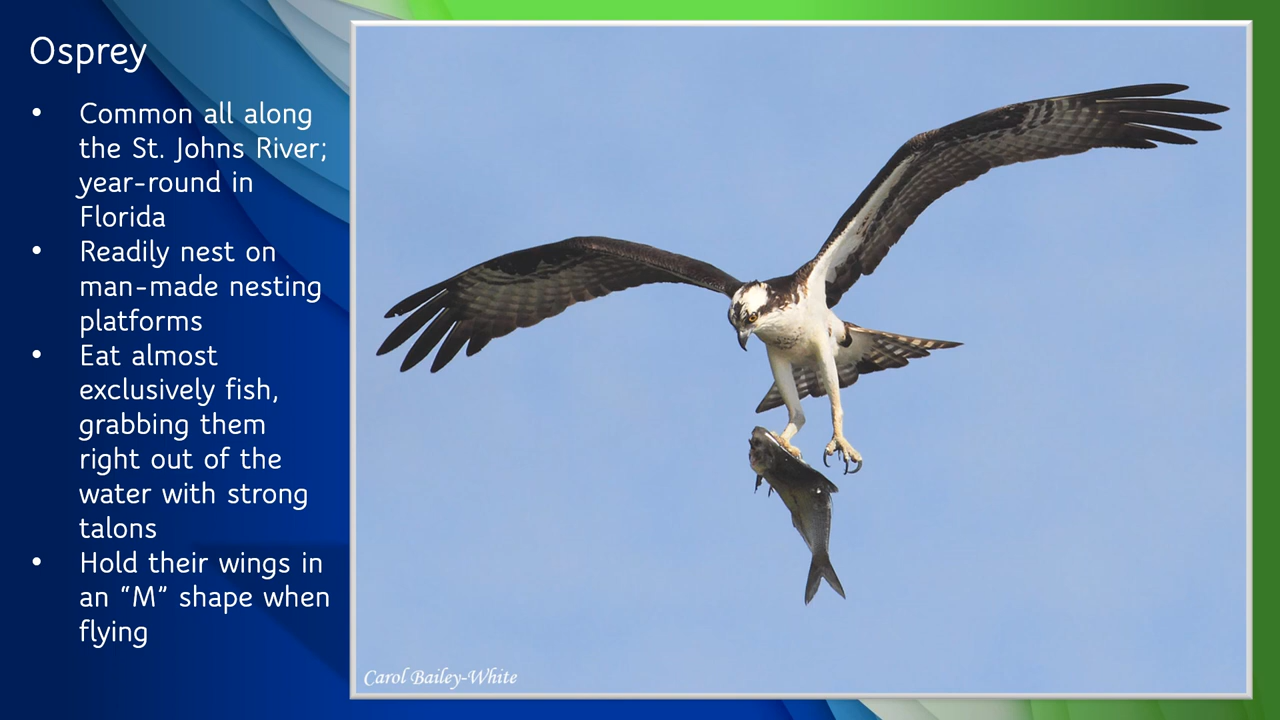 Osprey
• Common all along
the St. Johns River;
year-round in
Florida
• Readily nest on
man-made nesting
platforms
• Eat almost
exclusively fish,
grabbing them
right out of the
water with strong
talons
• Hold their wings in
an “M” shape when
flying
Carol Bailey-White